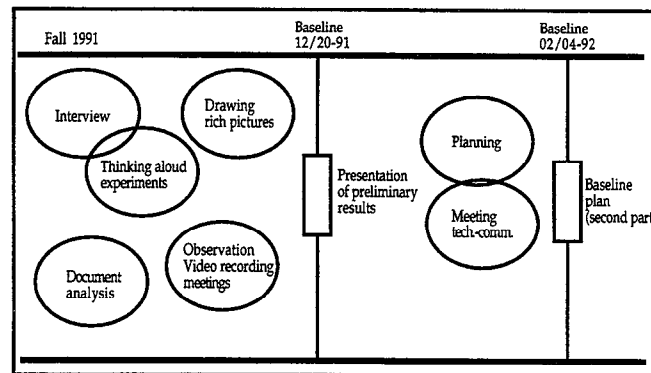 Fall 1991
Baseline
12/20-91
Baseline
02/04-92
Interview
Drawing
rich pictures
Thinking aloud
experiments
Document
analysis
Observation
Video recording
meetings
Presentation
of preliminary
results
Planning
Meeting
tech.-comm.
Baseline
plan
(second part